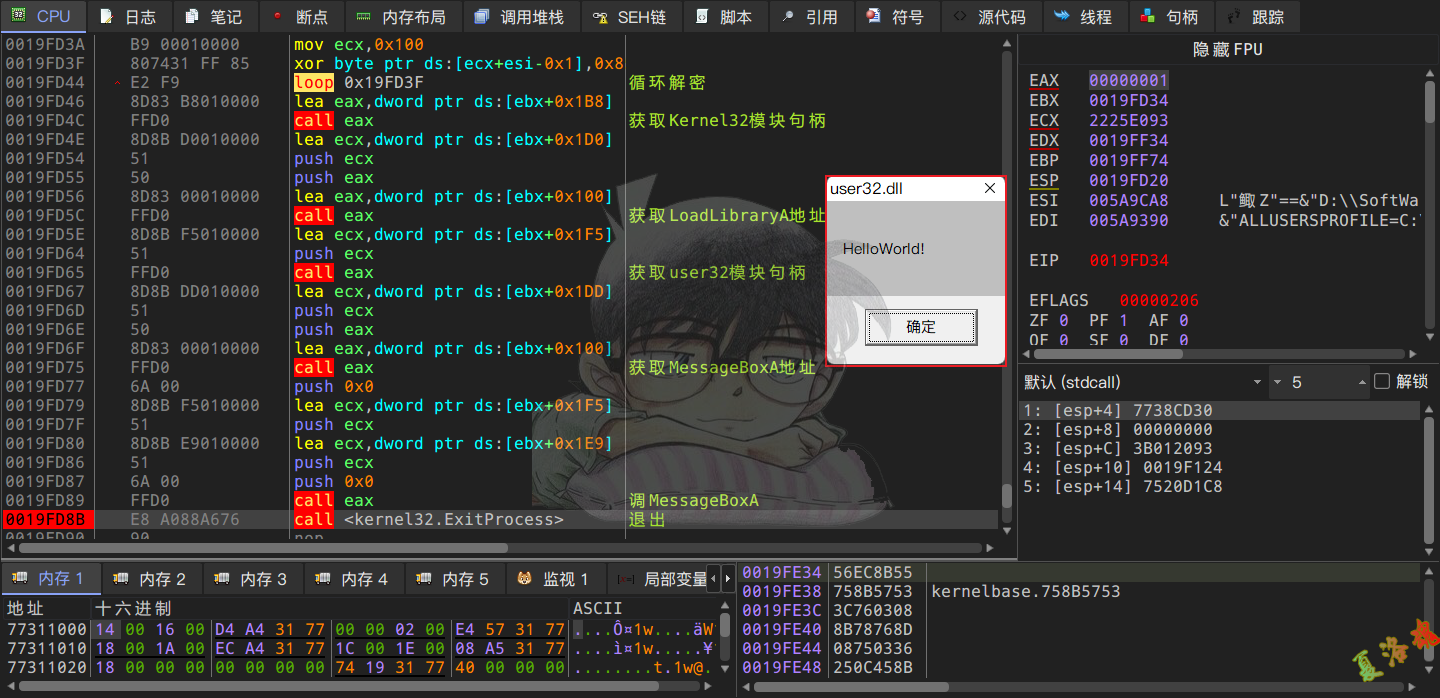 CPU 日志 笔记 断点 内存布局 调用堆栈 SEH链 脚本 引用 符号 源代码 线程 句柄 跟踪
0019FD3A B9 00010000 mov ecx,0x100
0019FD3F 807431 FF 85 xor byte ptr ds:[ecx+esi-0x1],0x8
0019FD44 E2 F9 loop 0x19FD3F 循环解密
0019FD46 8D83 B8010000 lea eax,dword ptr ds:[ebx+0x1B8]
0019FD4C FFD0 call eax 获取Kernel32模块句柄
0019FD4E 8D8B D0010000 lea ecx,dword ptr ds:[ebx+0x1D0]
0019FD54 51 push ecx
0019FD55 50 push eax
0019FD56 8D83 00010000 lea eax,dword ptr ds:[ebx+0x100]
0019FD5C FFD0 call eax 获取LoadLibraryA地址
0019FD5E 8D8B F5010000 lea ecx,dword ptr ds:[ebx+0x1F5]
0019FD64 51 push ecx
0019FD65 FFD0 call eax 获取user32模块句柄
0019FD67 8D8B DD010000 lea ecx,dword ptr ds:[ebx+0x1DD]
0019FD6D 51 push ecx
0019FD6E 50 push eax
0019FD6F 8D83 00010000 lea eax,dword ptr ds:[ebx+0x100]
0019FD75 FFD0 call eax 获取MessageBoxA地址
0019FD77 6A 00 push 0x0
0019FD79 8D8B F5010000 lea ecx,dword ptr ds:[ebx+0x1F5]
0019FD7F 51 push ecx
0019FD80 8D8B E9010000 lea ecx,dword ptr ds:[ebx+0x1E9]
0019FD86 51 push ecx
0019FD87 6A 00 push 0x0
0019FD89 FFD0 call eax 调MessageBoxA
0019FD8B E8 A088A676 call <kernel32.ExitProcess> 退出
0019FD90 90 nop
user32.dll
HelloWorld!
确定
隐藏FPU
EAX 00000001
EBX 0019FD34
ECX 2225E093
EDX 0019FF34
EBP 0019FF74
ESP 0019FD20
ESI 005A9CA8 L"鲰Z"==&"D:\\SoftWa
EDI 005A9390 &"ALLUSERSPROFILE=C:
EIP 0019FD34
EFLAGS 00000206
ZF 0 PF 1 AF 0
OF 0 SF 0 DF 0
默认 (stdcall) 5 解锁
1: [esp+4] 7738CD30
2: [esp+8] 00000000
3: [esp+C] 3B012093
4: [esp+10] 0019F124
5: [esp+14] 7520D1C8
内存 1 内存 2 内存 3 内存 4 内存 5 监视 1 局部变量
地址 十六进制 ASCII
77311000 14 00 16 00 D4 A4 31 77 00 00 02 00 E4 57 31 77 ....Ô¤1w....äW
77311010 18 00 1A 00 EC A4 31 77 1C 00 1E 00 08 A5 31 77 ....ì¤1w.....¥
77311020 18 00 00 00 00 00 00 00 74 19 31 77 40 00 00 00 ........t.1w@.
0019FE34 56EC8B55
0019FE38 758B5753 kernelbase.758B5753
0019FE3C 3C760308
0019FE40 8B78768D
0019FE44 08750336
0019FE48 250C458B